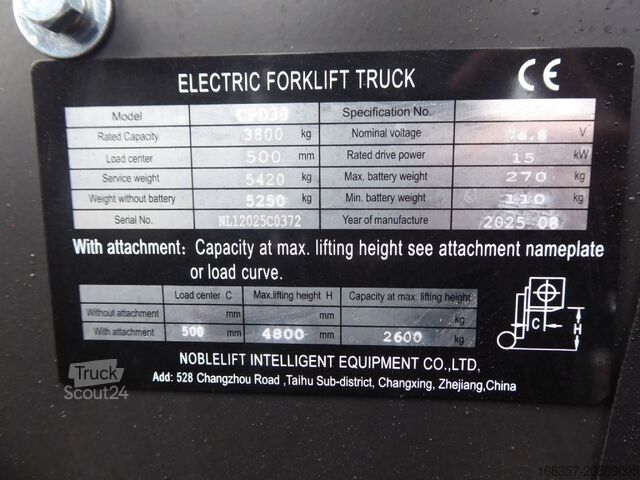 ELECTRIC FORKLIFT TRUCK CE
Model CPD38 Specification No.
Rated Capacity 3800 kg Nominal voltage 76.8 V
Load center 500 mm Rated drive power 15 kW
Service weight 5420 kg Max. battery weight 270 kg
Weight without battery 5250 kg Min. battery weight 110 kg
Serial No. NL12025C0372 Year of manufacture 2025.08
With attachment: Capacity at max. lifting height see attachment nameplate
or load curve.
Load center C Max.lifting height H Capacity at max. lifting height
Without attachment mm mm kg
With attachment 500 mm 4800 mm 2600 kg
C H
NOBLELIFT INTELLIGENT EQUIPMENT CO.,LTD,
Add: 528 Changzhou Road ,Taihu Sub-district, Changxing, Zhejiang,China
Truck
Scout24
168357-20589005